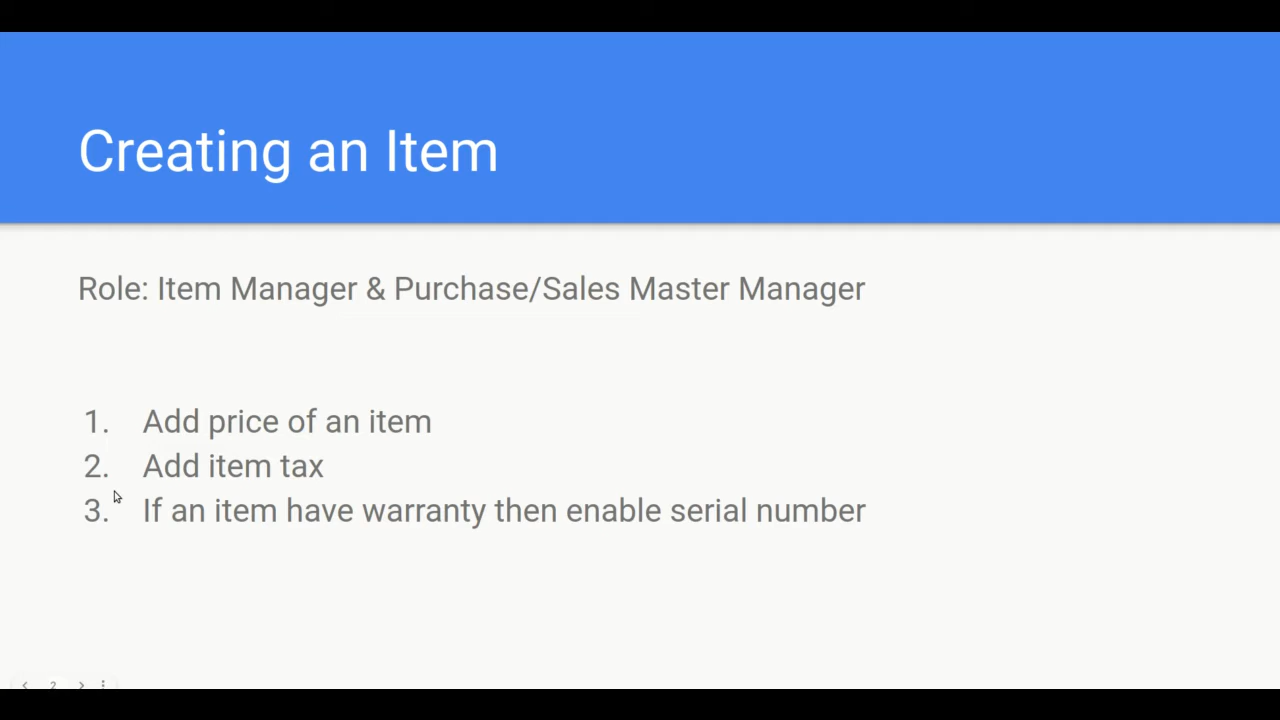 Creating an Item
Role: Item Manager & Purchase/Sales Master Manager
1. Add price of an item
2. Add item tax
3. If an item have warranty then enable serial number
2